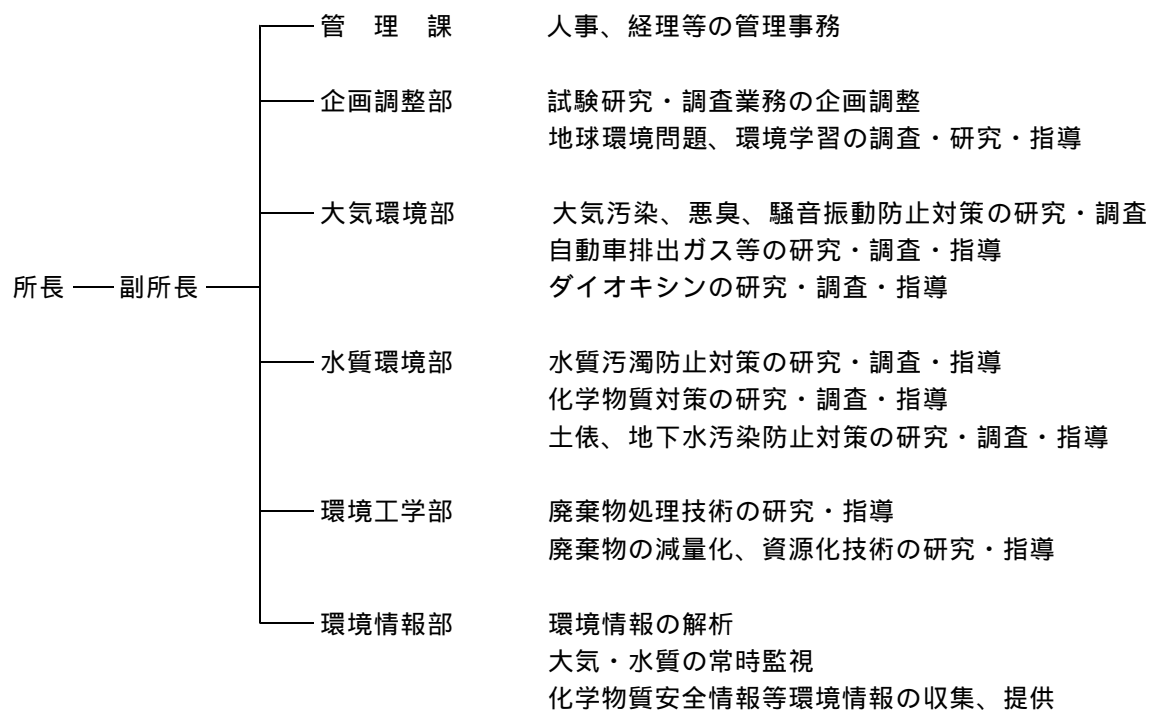 管 理 課 人事、経理等の管理事務
企画調整部 試験研究・調査業務の企画調整
地球環境問題、環境学習の調査・研究・指導
大気環境部 大気汚染、悪臭、騒音振動防止対策の研究・調査
自動車排出ガス等の研究・調査・指導
所長 副所長 ダイオキシンの研究・調査・指導
水質環境部 水質汚濁防止対策の研究・調査・指導
化学物質対策の研究・調査・指導
土俵、地下水汚染防止対策の研究・調査・指導
環境工学部 廃棄物処理技術の研究・指導
廃棄物の減量化、資源化技術の研究・指導
環境情報部 環境情報の解析
大気・水質の常時監視
化学物質安全情報等環境情報の収集、提供